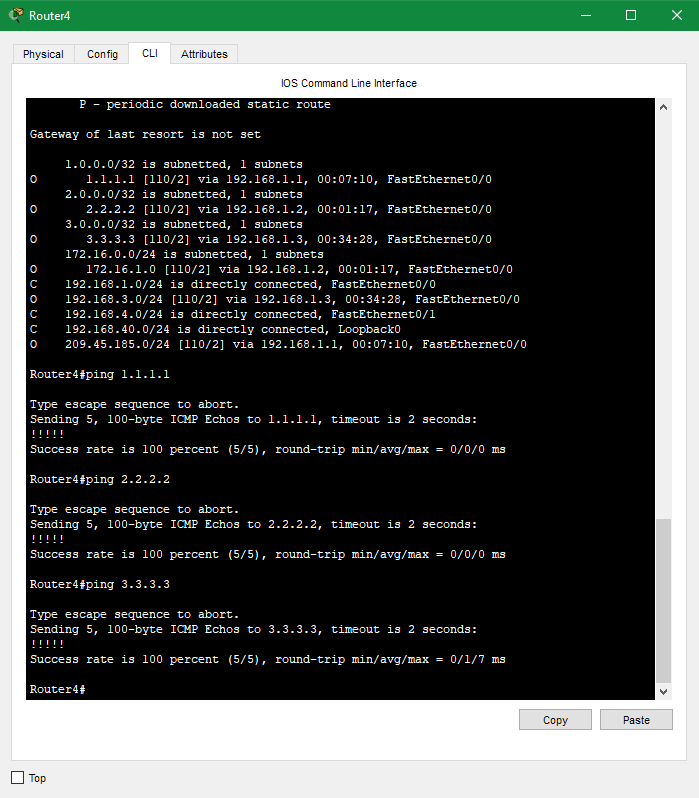 Router4
Physical Config CLI Attributes
IOS Command Line Interface
       P - periodic downloaded static route

Gateway of last resort is not set

     1.0.0.0/32 is subnetted, 1 subnets
O       1.1.1.1 [110/2] via 192.168.1.1, 00:07:10, FastEthernet0/0
     2.0.0.0/32 is subnetted, 1 subnets
O       2.2.2.2 [110/2] via 192.168.1.2, 00:01:17, FastEthernet0/0
     3.0.0.0/32 is subnetted, 1 subnets
O       3.3.3.3 [110/2] via 192.168.1.3, 00:34:28, FastEthernet0/0
     172.16.0.0/24 is subnetted, 1 subnets
O       172.16.1.0 [110/2] via 192.168.1.2, 00:01:17, FastEthernet0/0
C    192.168.1.0/24 is directly connected, FastEthernet0/0
O    192.168.3.0/24 [110/2] via 192.168.1.3, 00:34:28, FastEthernet0/0
C    192.168.4.0/24 is directly connected, FastEthernet0/1
C    192.168.40.0/24 is directly connected, Loopback0
O    209.45.185.0/24 [110/2] via 192.168.1.1, 00:07:10, FastEthernet0/0

Router4#ping 1.1.1.1

Type escape sequence to abort.
Sending 5, 100-byte ICMP Echos to 1.1.1.1, timeout is 2 seconds:
!!!!!
Success rate is 100 percent (5/5), round-trip min/avg/max = 0/0/0 ms

Router4#ping 2.2.2.2

Type escape sequence to abort.
Sending 5, 100-byte ICMP Echos to 2.2.2.2, timeout is 2 seconds:
!!!!!
Success rate is 100 percent (5/5), round-trip min/avg/max = 0/0/0 ms

Router4#ping 3.3.3.3

Type escape sequence to abort.
Sending 5, 100-byte ICMP Echos to 3.3.3.3, timeout is 2 seconds:
!!!!!
Success rate is 100 percent (5/5), round-trip min/avg/max = 0/1/7 ms

Router4#
Copy Paste
Top